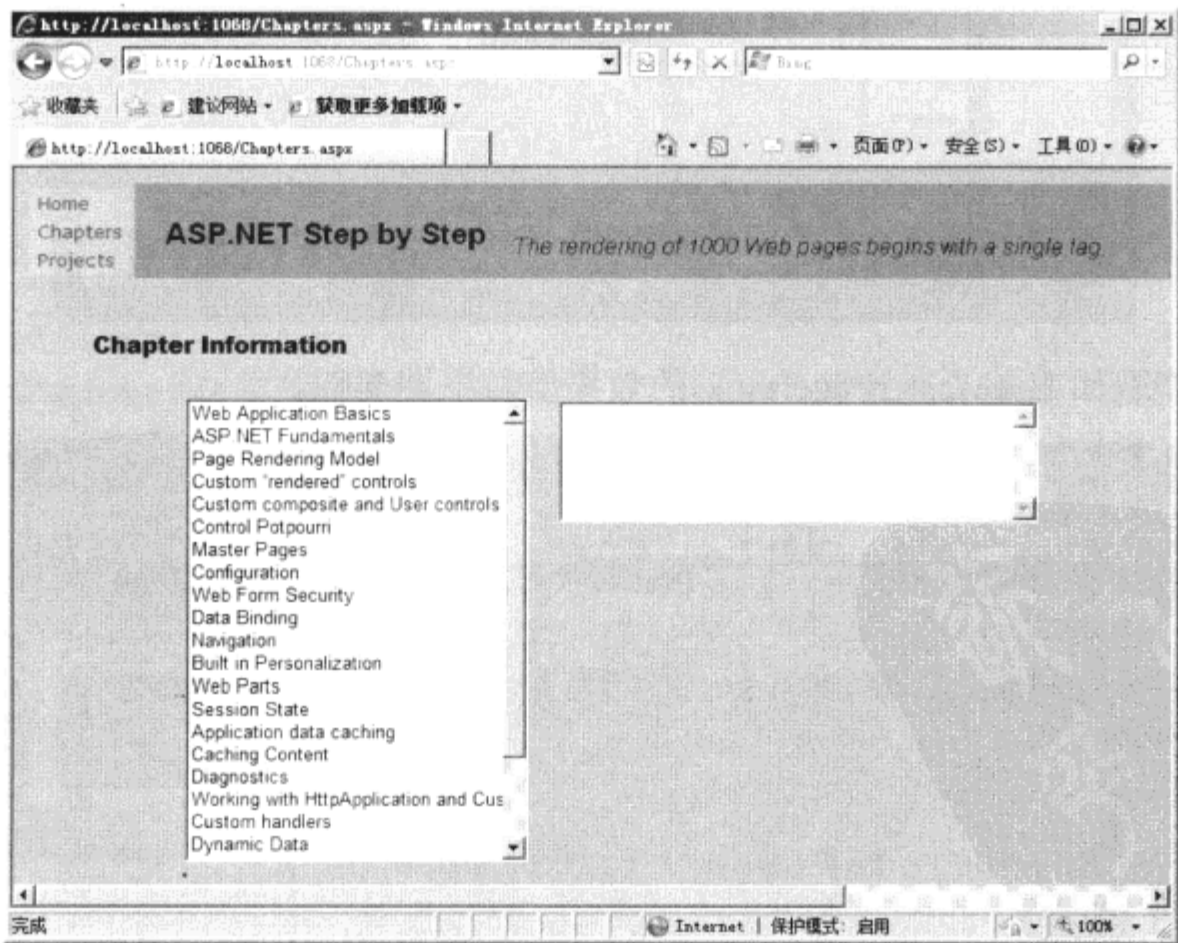 http://localhost:1068/Chapters.aspx - Windows Internet Explorer
http://localhost:1068/Chapters.aspx Bing
收藏夹 建议网站 获取更多加载项
http://localhost:1068/Chapters.aspx 页面(P) 安全(S) 工具(O)
Home
Chapters
Projects
ASP.NET Step by Step
The rendering of 1000 Web pages begins with a single tag.
Chapter Information
Web Application Basics
ASP.NET Fundamentals
Page Rendering Model
Custom "rendered" controls
Custom composite and User controls
Control Potpourri
Master Pages
Configuration
Web Form Security
Data Binding
Navigation
Built in Personalization
Web Parts
Session State
Application data caching
Caching Content
Diagnostics
Working with HttpApplication and Cus
Custom handlers
Dynamic Data
完成 Internet | 保护模式: 启用 100%